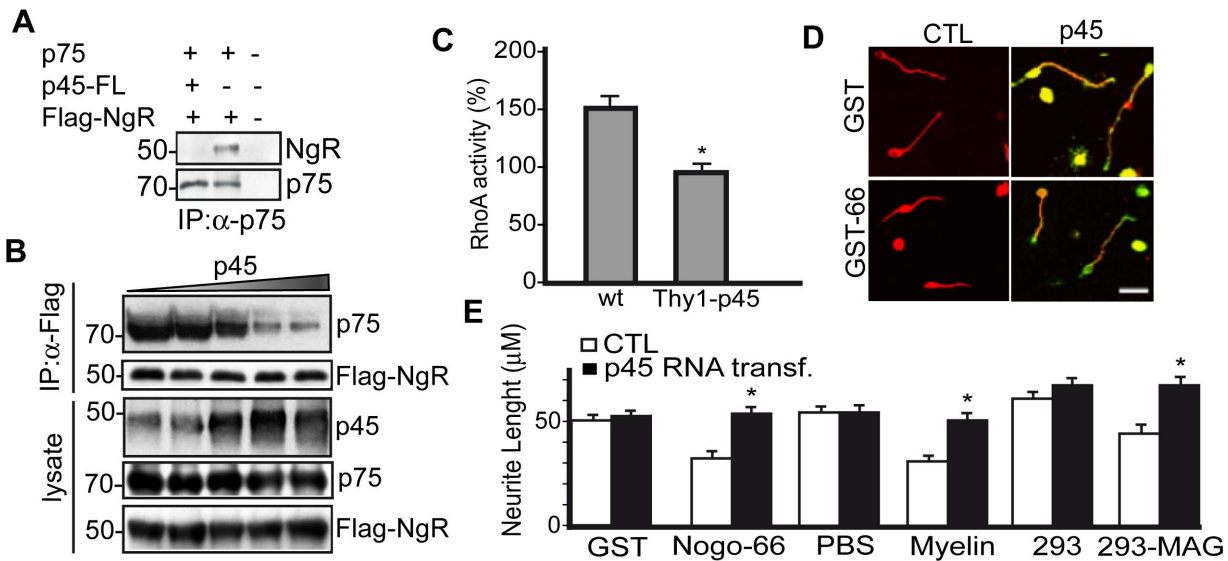 A
p75 + + -
p45-FL + - -
Flag-NgR + + -
50- NgR
70- p75
IP:α-p75
B
p45
IP:α-Flag
70- p75
50- Flag-NgR
lysate
50- p45
70- p75
50- Flag-NgR
C
RhoA activity (%)
200
150
100
50
0
*
wt Thy1-p45
D
CTL p45
GST
GST-66
E
CTL
p45 RNA transf.
Neurite Lenght (μM)
50
0
* * *
GST Nogo-66 PBS Myelin 293 293-MAG